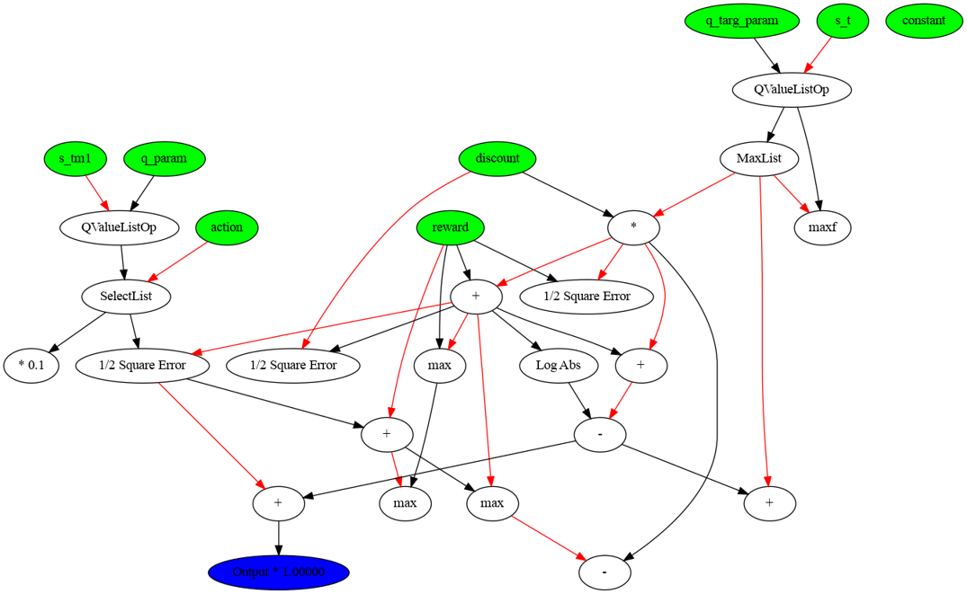 q_targ_param
s_t
constant
QValueListOp
s_tm1
q_param
discount
MaxList
QValueListOp
action
reward
*
maxf
SelectList
+
1/2 Square Error
* 0.1
1/2 Square Error
1/2 Square Error
max
Log Abs
+
+
-
+
max
max
+
Output * 1.00000
-